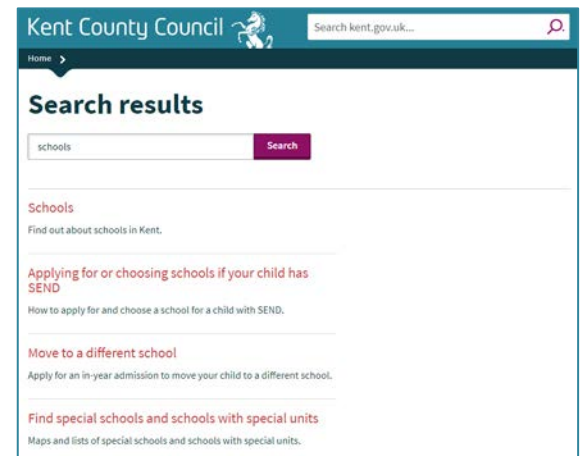 Kent County Council
Search kent.gov.uk...
Home
Search results
schools
Search
Schools
Find out about schools in Kent.
Applying for or choosing schools if your child has
SEND
How to apply for and choose a school for a child with SEND.
Move to a different school
Apply for an in-year admission to move your child to a different school.
Find special schools and schools with special units
Maps and lists of special schools and schools with special units.